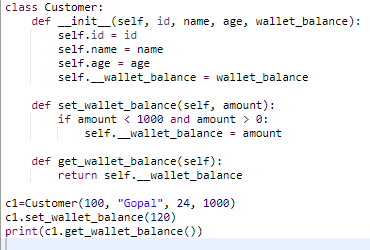 class Customer:
    def __init__(self, id, name, age, wallet_balance):
        self.id = id
        self.name = name
        self.age = age
        self.__wallet_balance = wallet_balance

    def set_wallet_balance(self, amount):
        if amount < 1000 and amount > 0:
            self.__wallet_balance = amount

    def get_wallet_balance(self):
        return self.__wallet_balance

c1=Customer(100, "Gopal", 24, 1000)
c1.set_wallet_balance(120)
print(c1.get_wallet_balance())